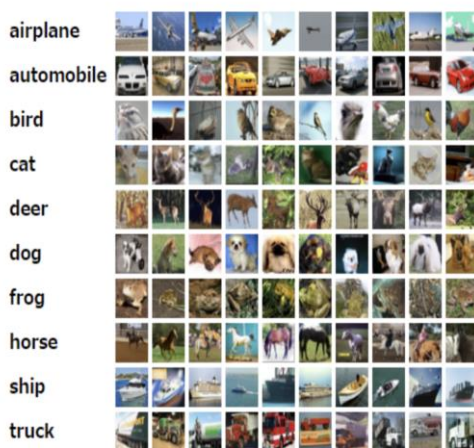 airplane
automobile
bird
cat
deer
dog
frog
horse
ship
truck